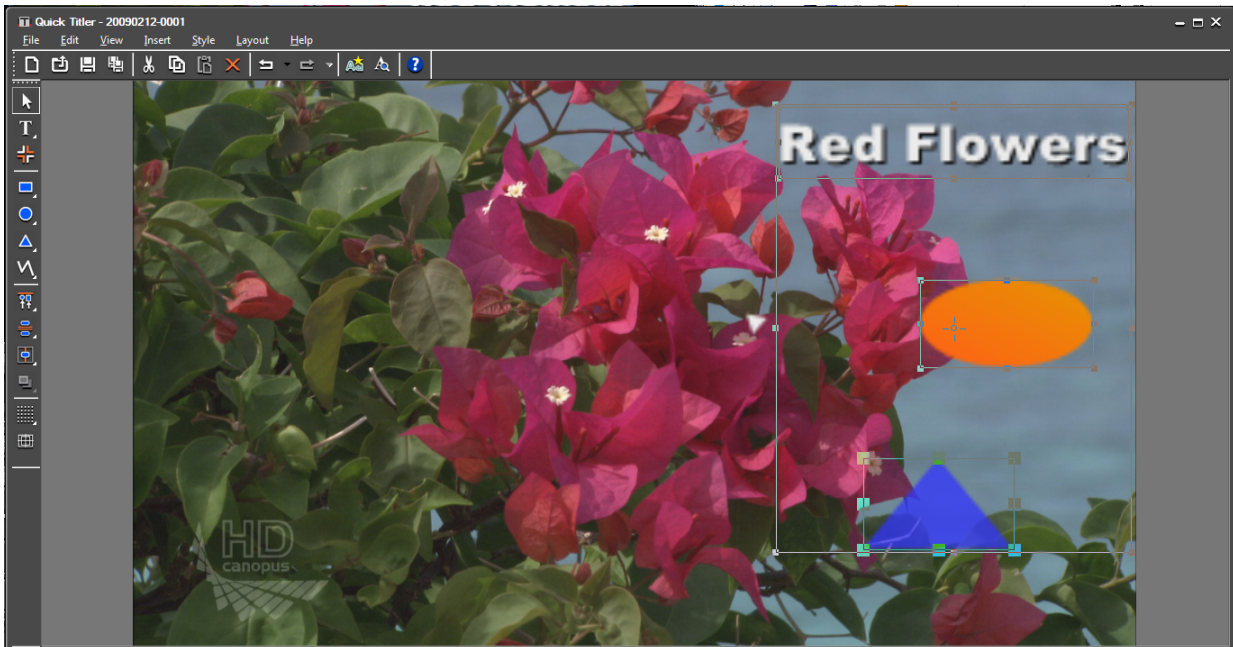 Quick Titler - 20090212-0001
File Edit View Insert Style Layout Help
Red Flowers
HD
canopus